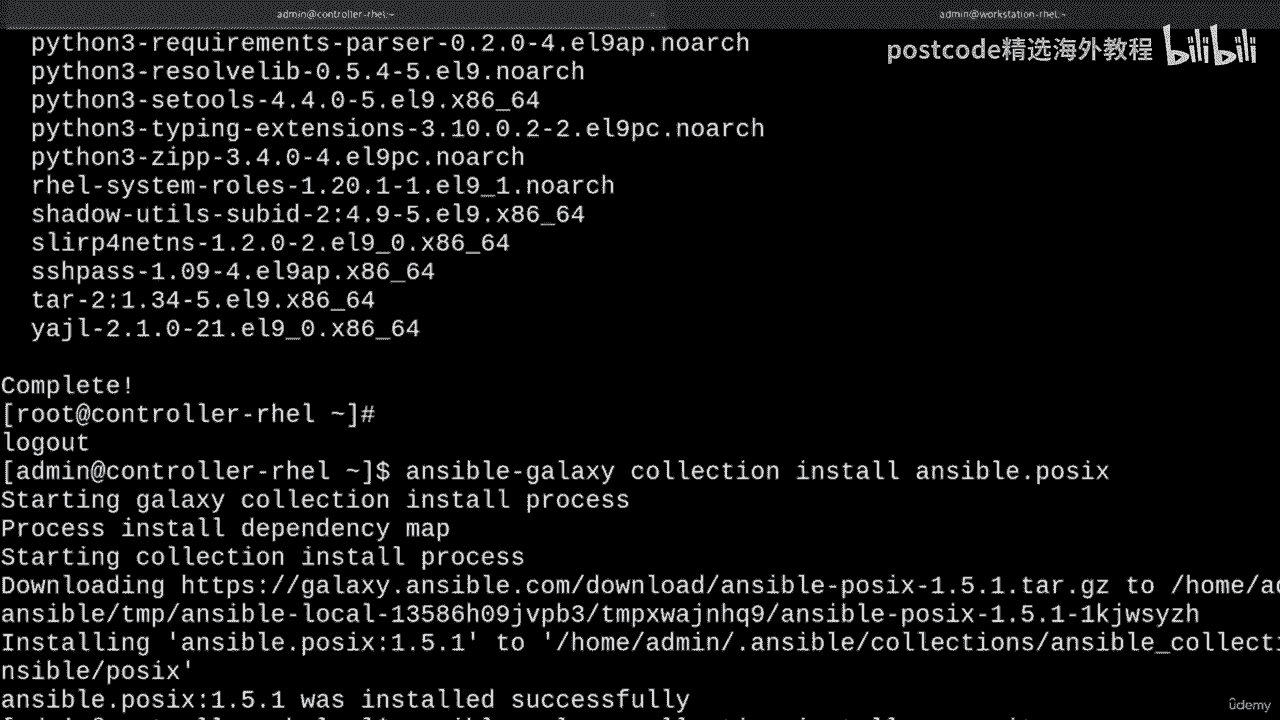 admin@controller-rhel:~
admin@workstation-rhel:~
postcode精选海外教程 bilibili
python3-requirements-parser-0.2.0-4.el9ap.noarch
python3-resolvelib-0.5.4-5.el9.noarch
python3-setools-4.4.0-5.el9.x86_64
python3-typing-extensions-3.10.0.2-2.el9pc.noarch
python3-zipp-3.4.0-4.el9pc.noarch
rhel-system-roles-1.20.1-1.el9_1.noarch
shadow-utils-subid-2:4.9-5.el9.x86_64
slirp4netns-1.2.0-2.el9_0.x86_64
sshpass-1.09-4.el9ap.x86_64
tar-2:1.34-5.el9.x86_64
yajl-2.1.0-21.el9_0.x86_64
Complete!
[root@controller-rhel ~]#
logout
[admin@controller-rhel ~]$ ansible-galaxy collection install ansible.posix
Starting galaxy collection install process
Process install dependency map
Starting collection install process
Downloading https://galaxy.ansible.com/download/ansible-posix-1.5.1.tar.gz to /home/ad
ansible/tmp/ansible-local-13586h09jvpb3/tmpxwajnhq9/ansible-posix-1.5.1-1kjwsyzh
Installing 'ansible.posix:1.5.1' to '/home/admin/.ansible/collections/ansible_collecti
nsible/posix'
ansible.posix:1.5.1 was installed successfully
ûdemy